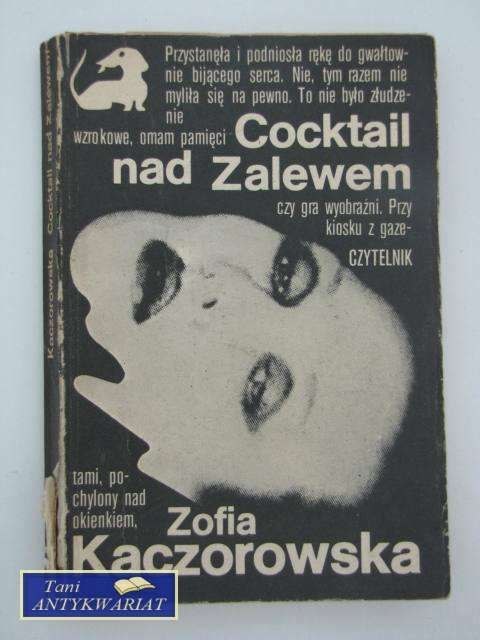 Przystanęła i podniosła rękę do gwałtow-
nie bijącego serca. Nie, tym razem nie
myliła się na pewno. To nie było złudze-
nie
wzrokowe, omam pamięci Cocktail
nad Zalewem
czy gra wyobraźni. Przy
kiosku z gaze-
CZYTELNIK
tami, po-
chylony nad
okienkiem,
Zofia
Kaczorowska
Kaczorowska Cocktail nad Zalewem
Tani
ANTYKWARIAT